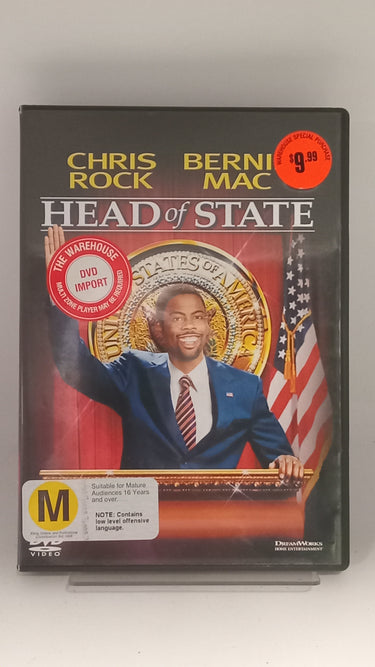 CHRIS ROCK
BERNI
MAC
WAREHOUSE SPECIAL PURCHASE
$9.99
HEAD of STATE
THE WAREHOUSE
DVD
IMPORT
MULTI ZONE PLAYER MAY BE REQUIRED
UNITED STATES OF AMERICA
M
Suitable for Mature
Audiences 16 Years
and over.
NOTE: Contains
low level offensive
language.
DVD
VIDEO
DREAMWORKS
HOME ENTERTAINMENT